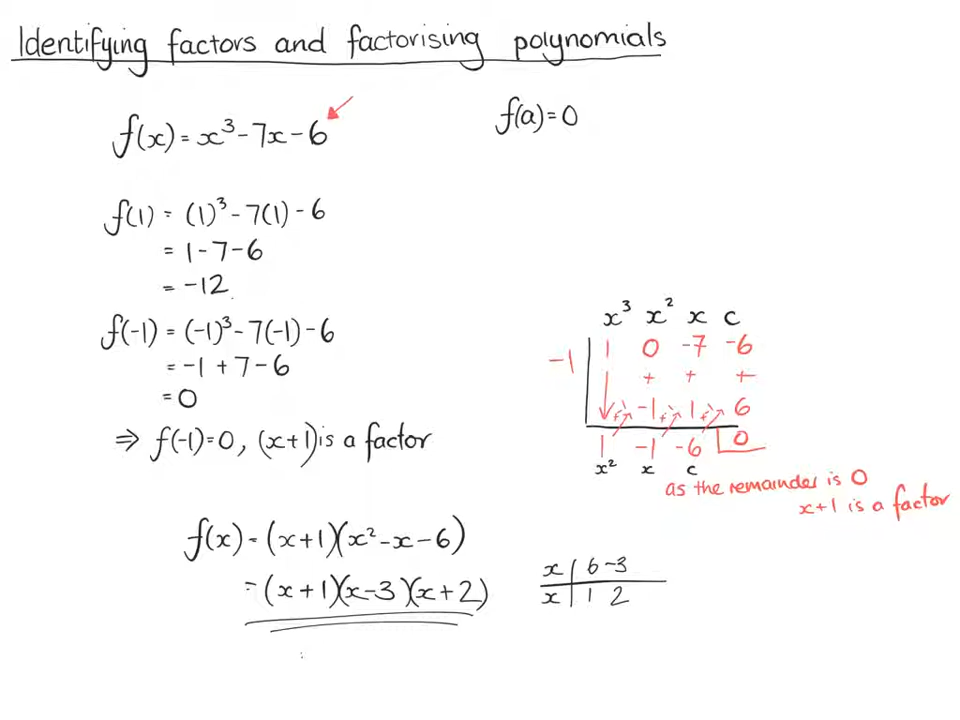 Identifying factors and factorising polynomials
f(x) = x³ - 7x - 6
f(a) = 0
f(1) = (1)³ - 7(1) - 6
= 1 - 7 - 6
= -12
f(-1) = (-1)³ - 7(-1) - 6
= -1 + 7 - 6
= 0
⇒ f(-1) = 0, (x+1) is a factor
x³ x² x c
-1 | 1 0 -7 -6
+ + +
-1 1 6
1 -1 -6 0
x² x c
as the remainder is 0
x+1 is a factor
f(x) = (x+1)(x² - x - 6)
= (x+1)(x-3)(x+2)
x | 6 -3
x | 1 2